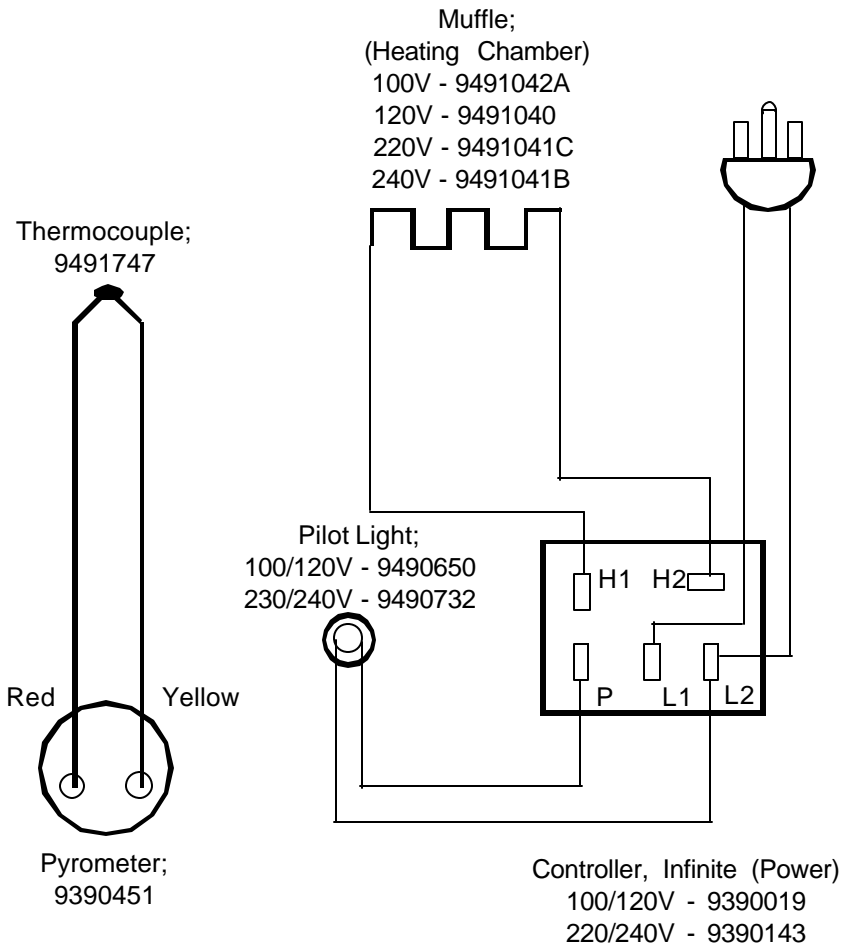 Muffle;
(Heating Chamber)
100V - 9491042A
120V - 9491040
220V - 9491041C
240V - 9491041B
Thermocouple;
9491747
Pilot Light;
100/120V - 9490650
230/240V - 9490732
H1 H2
P L1 L2
Red Yellow
Pyrometer;
9390451
Controller, Infinite (Power)
100/120V - 9390019
220/240V - 9390143